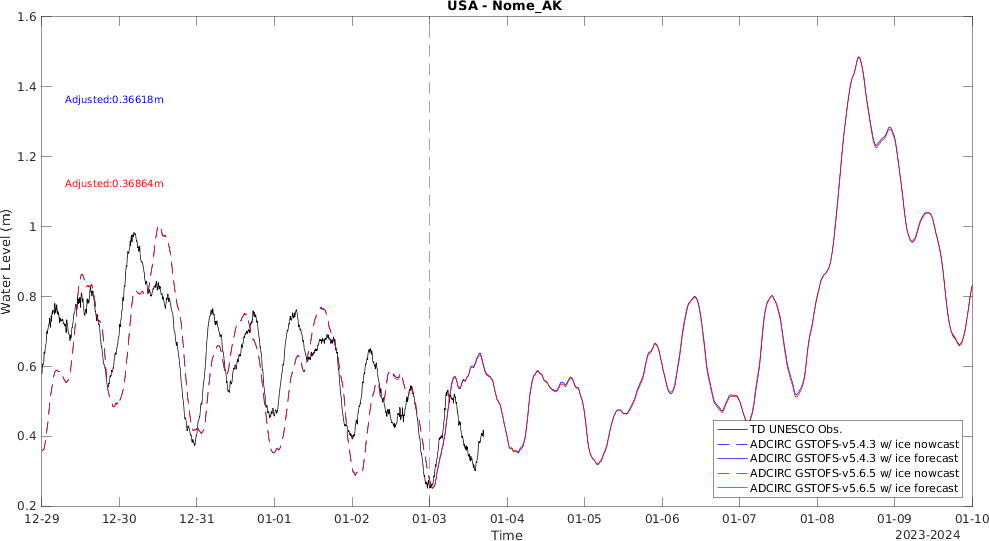 USA - Nome_AK
1.6
1.4
1.2
1
0.8
0.6
0.4
0.2
Water Level (m)
Adjusted:0.36618m
Adjusted:0.36864m
TD UNESCO Obs.
ADCIRC GSTOFS-v5.4.3 w/ ice nowcast
ADCIRC GSTOFS-v5.4.3 w/ ice forecast
ADCIRC GSTOFS-v5.6.5 w/ ice nowcast
ADCIRC GSTOFS-v5.6.5 w/ ice forecast
12-29 12-30 12-31 01-01 01-02 01-03 01-04 01-05 01-06 01-07 01-08 01-09 01-10
Time
2023-2024